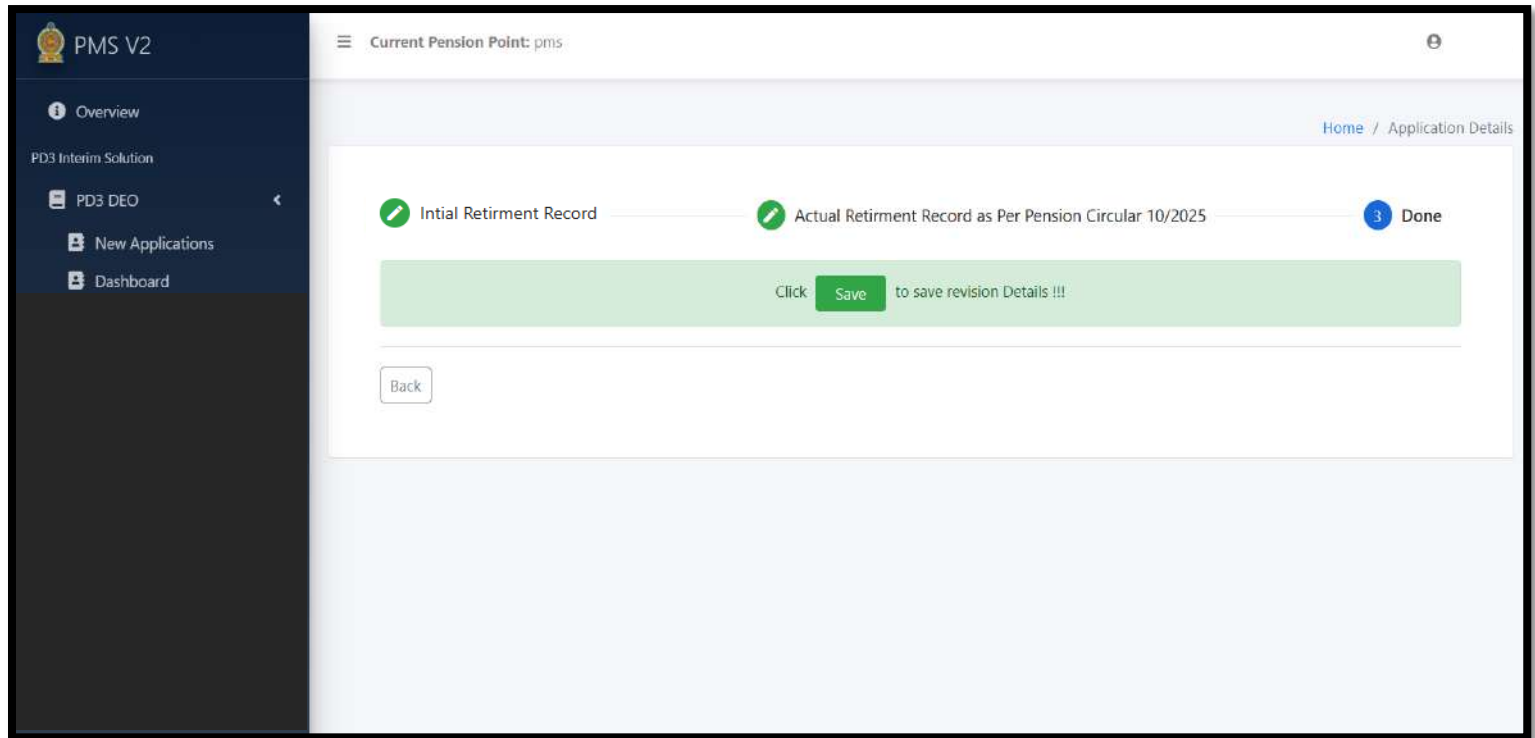 PMS V2
Current Pension Point: pms
Overview
Home / Application Details
PD3 Interim Solution
PD3 DEO
New Applications
Dashboard
Intial Retirment Record
Actual Retirment Record as Per Pension Circular 10/2025
3 Done
Click Save to save revision Details !!!
Back